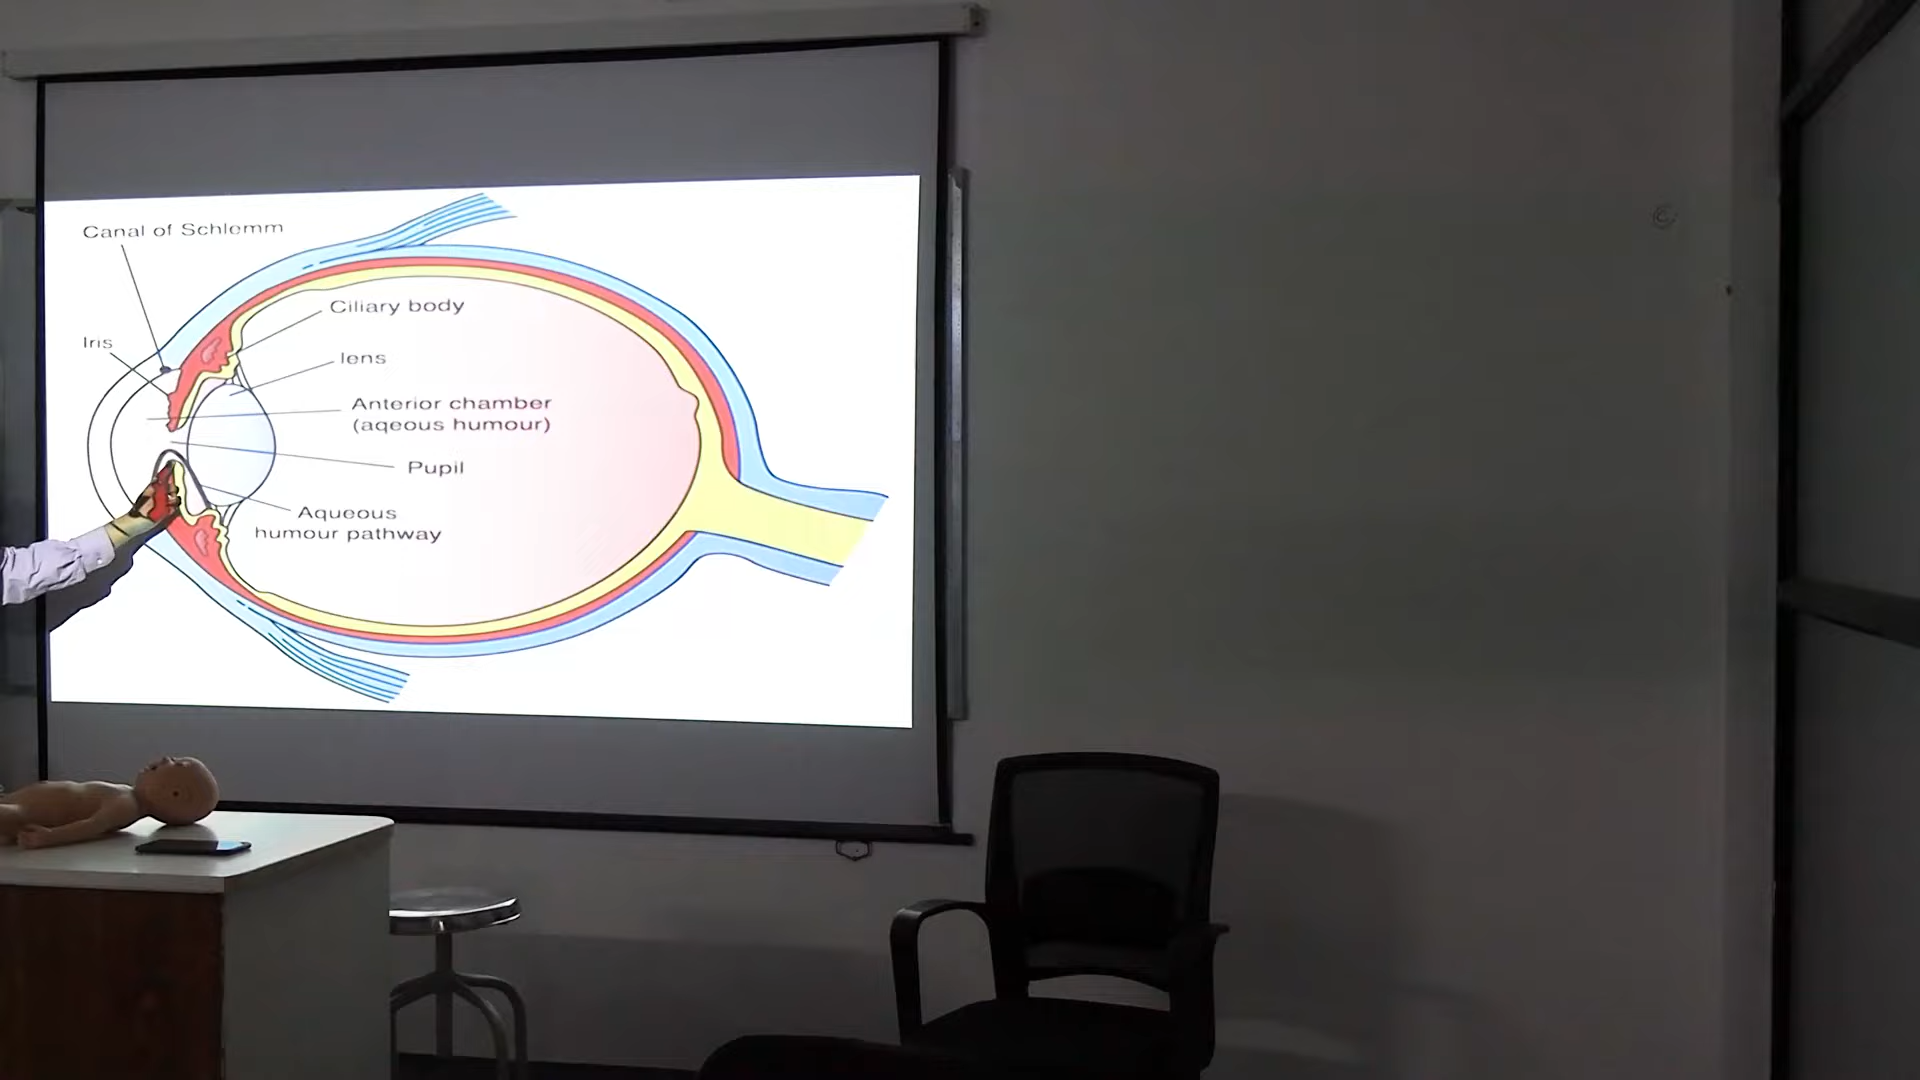 Canal of Schlemm
Ciliary body
Iris
lens
Anterior chamber
(aqeous humour)
Pupil
Aqueous
humour pathway